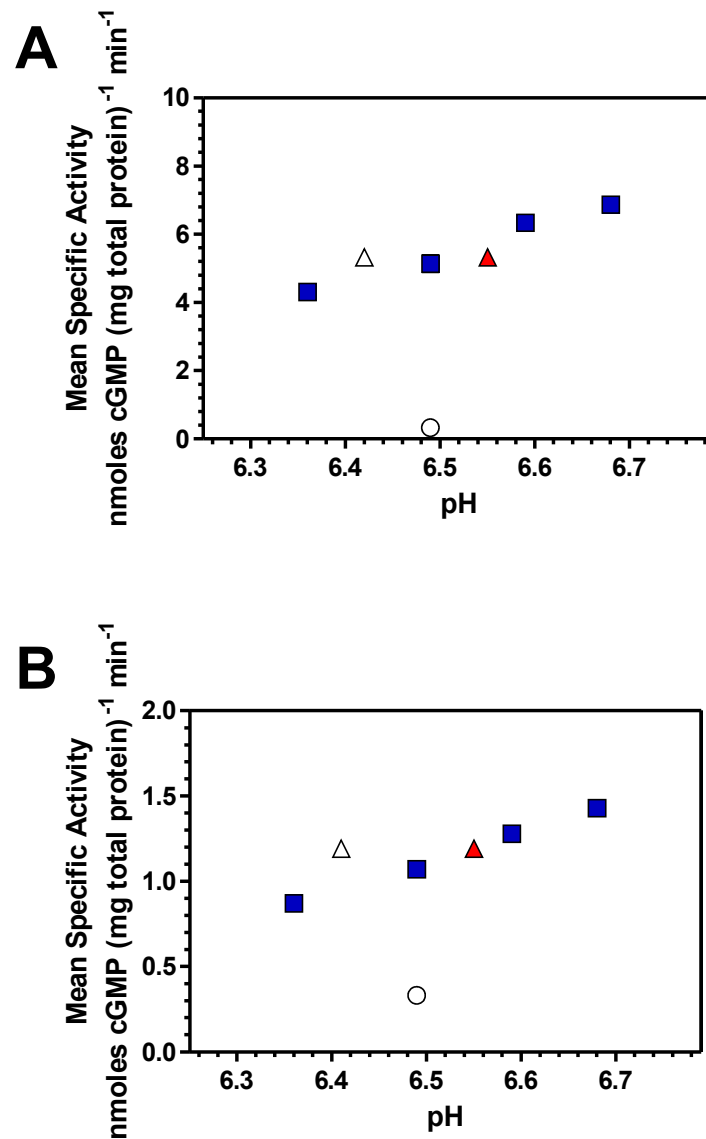 A
Mean Specific Activity
nmoles cGMP (mg total protein)⁻¹ min⁻¹
10
8
6
4
2
0
6.3 6.4 6.5 6.6 6.7
pH
B
Mean Specific Activity
nmoles cGMP (mg total protein)⁻¹ min⁻¹
2.0
1.5
1.0
0.5
0.0
6.3 6.4 6.5 6.6 6.7
pH